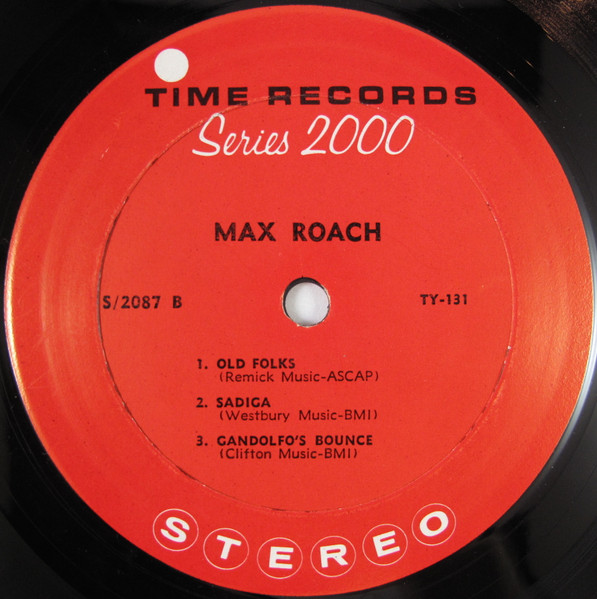 TIME RECORDS
Series 2000
MAX ROACH
S/2087 B
TY-131
1. OLD FOLKS
(Remick Music-ASCAP)
2. SADIGA
(Westbury Music-BMI)
3. GANDOLFO'S BOUNCE
(Clifton Music-BMI)
STEREO